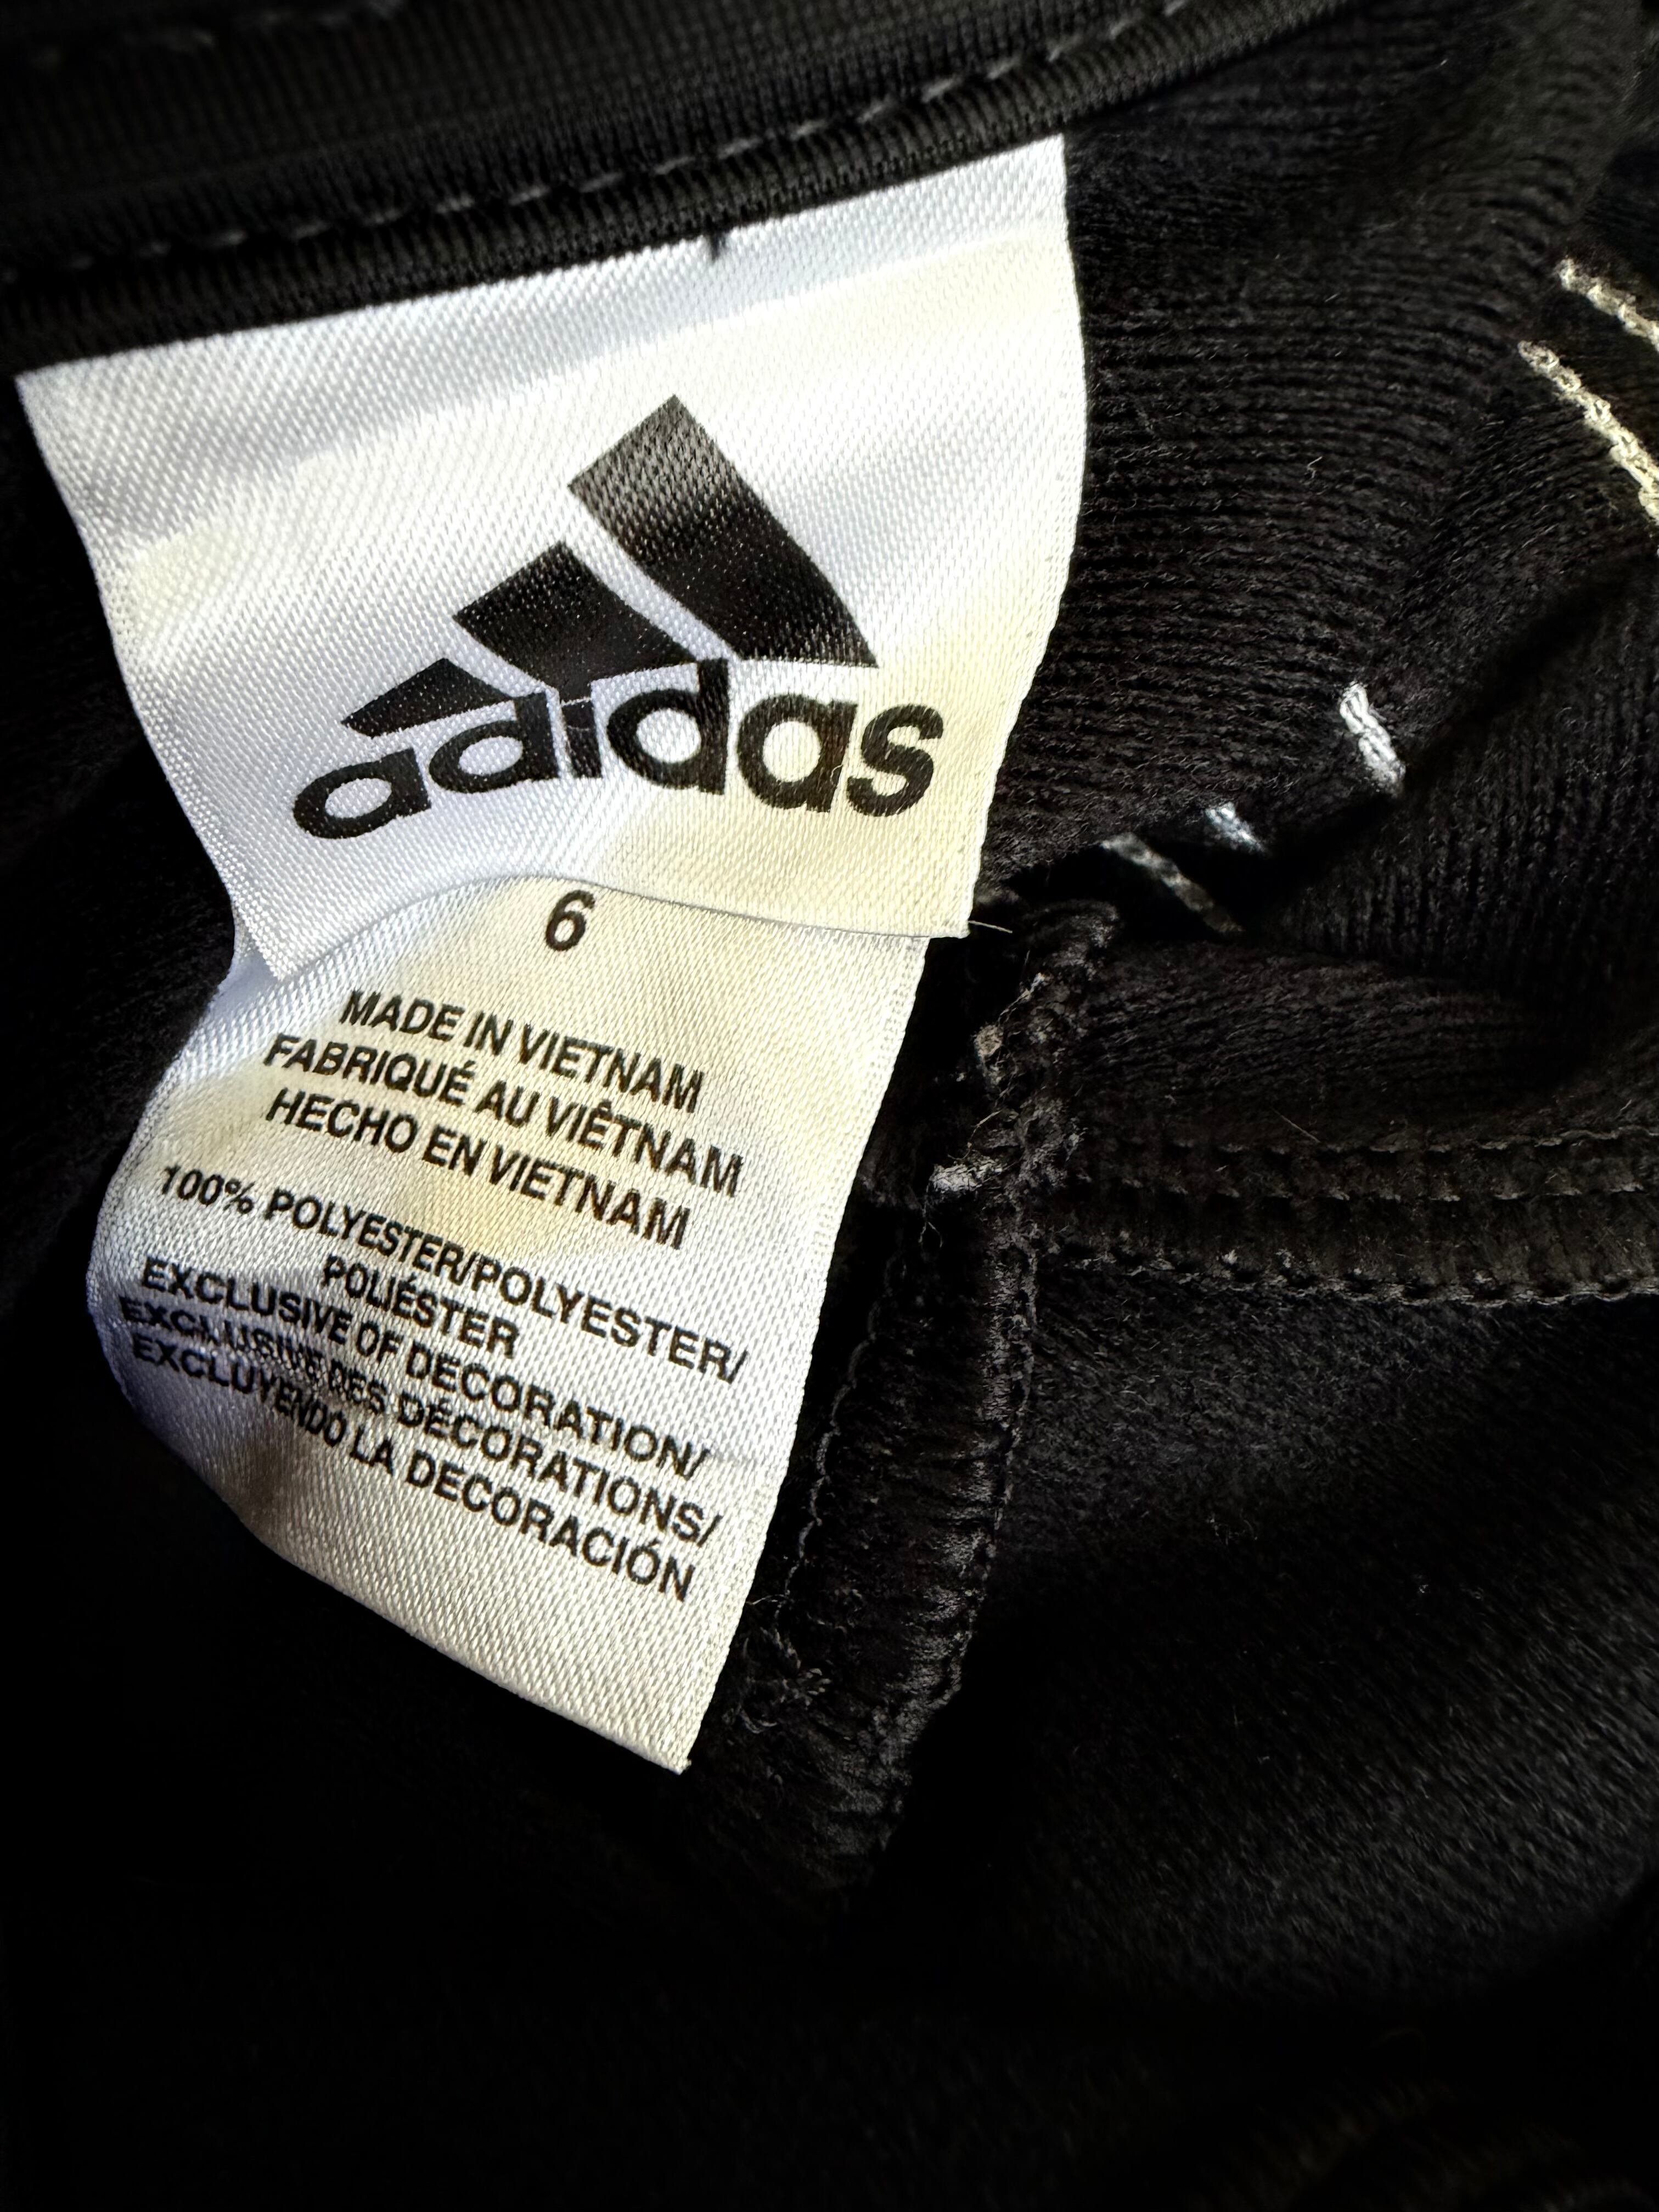 adidas
6
MADE IN VIETNAM
FABRIQUÉ AU VIÊTNAM
HECHO EN VIETNAM
100% POLYESTER/POLYESTER/
POLIÉSTER
EXCLUSIVE OF DECORATION/
EXCLUSIVE DES DÉCORATIONS/
EXCLUYENDO LA DECORACIÓN